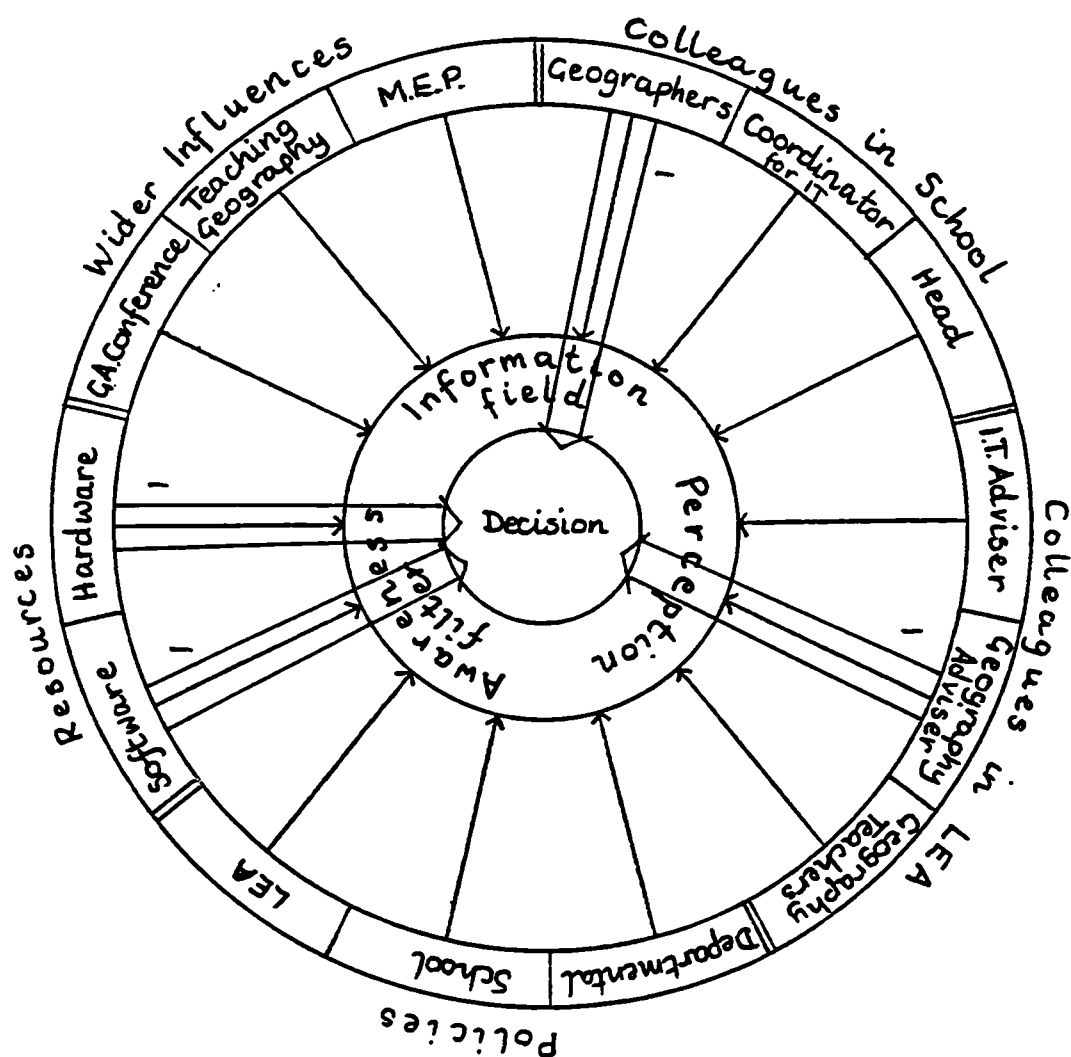 Colleagues in School
Geographers
Coordinator
for IT
Head
Colleagues in LEA
I.T. Adviser
Geography
Adviser
Geography
Teachers
Policies
Departmental
School
LEA
Resources
Software
Hardware
Wider Influences
G.A. Conference
Teaching
Geography
M.E.P.
Information
field
Perception
Awareness
filter
Decision